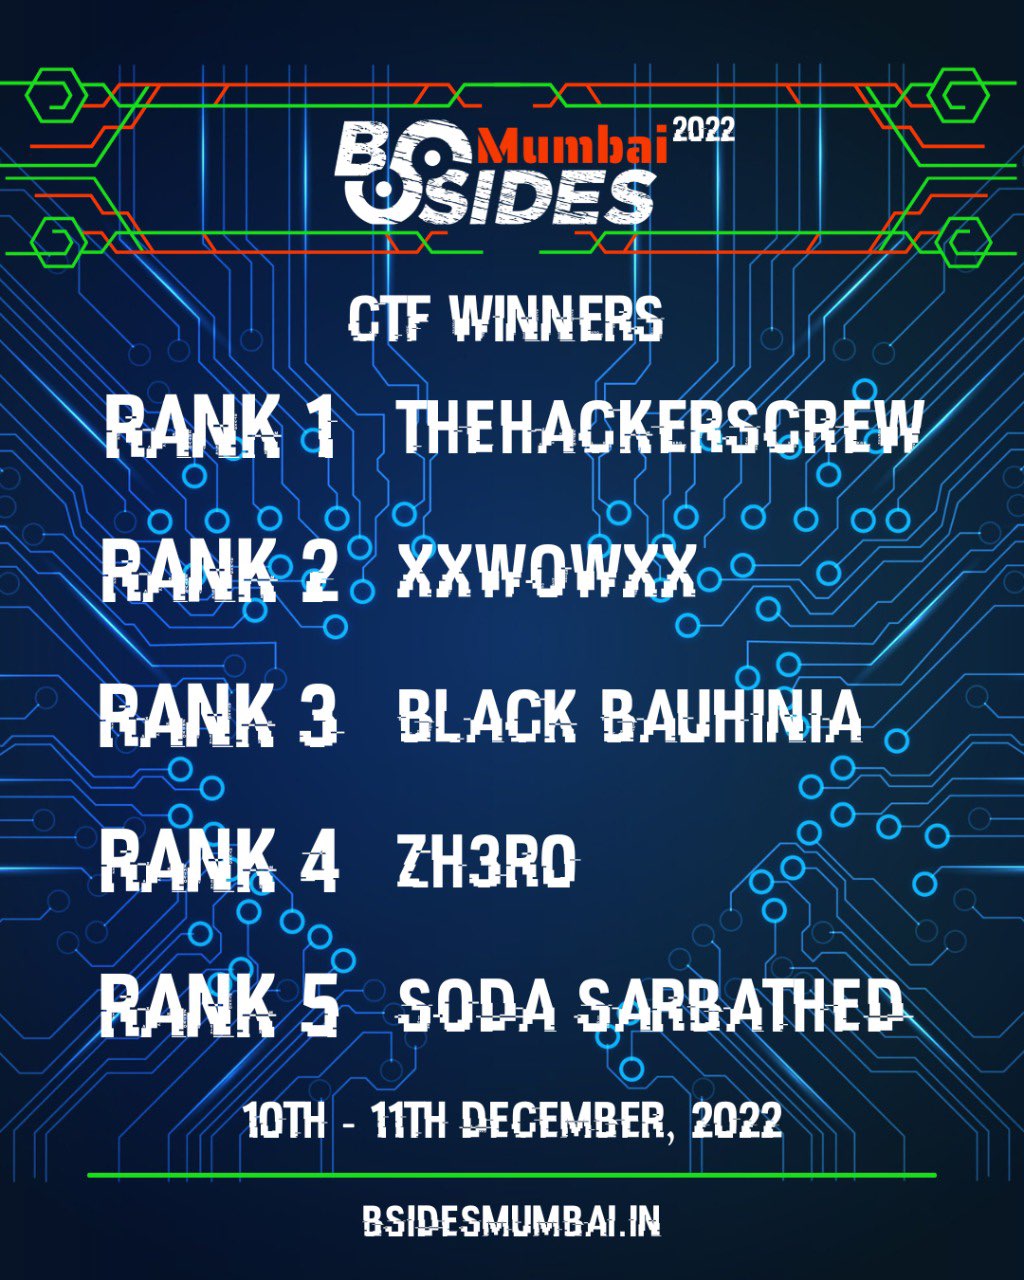 BSIDES Mumbai 2022
CTF WINNERS
RANK 1 THEHACKERSCREW
RANK 2 XXWOWXX
RANK 3 BLACK BAUHINIA
RANK 4 ZH3RO
RANK 5 SODA SARBATHED
10TH - 11TH DECEMBER, 2022
BSIDESMUMBAI.IN